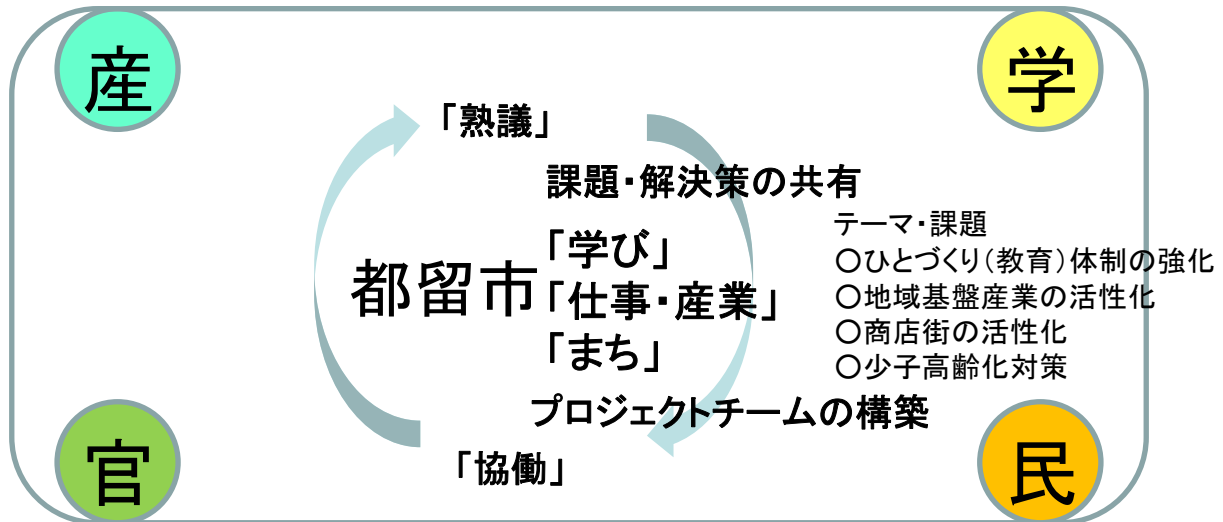 産
学
「熟議」
課題・解決策の共有
都留市
「学び」
「仕事・産業」
「まち」
テーマ・課題
○ひとづくり（教育）体制の強化
○地域基盤産業の活性化
○商店街の活性化
○少子高齢化対策
プロジェクトチームの構築
「協働」
官
民